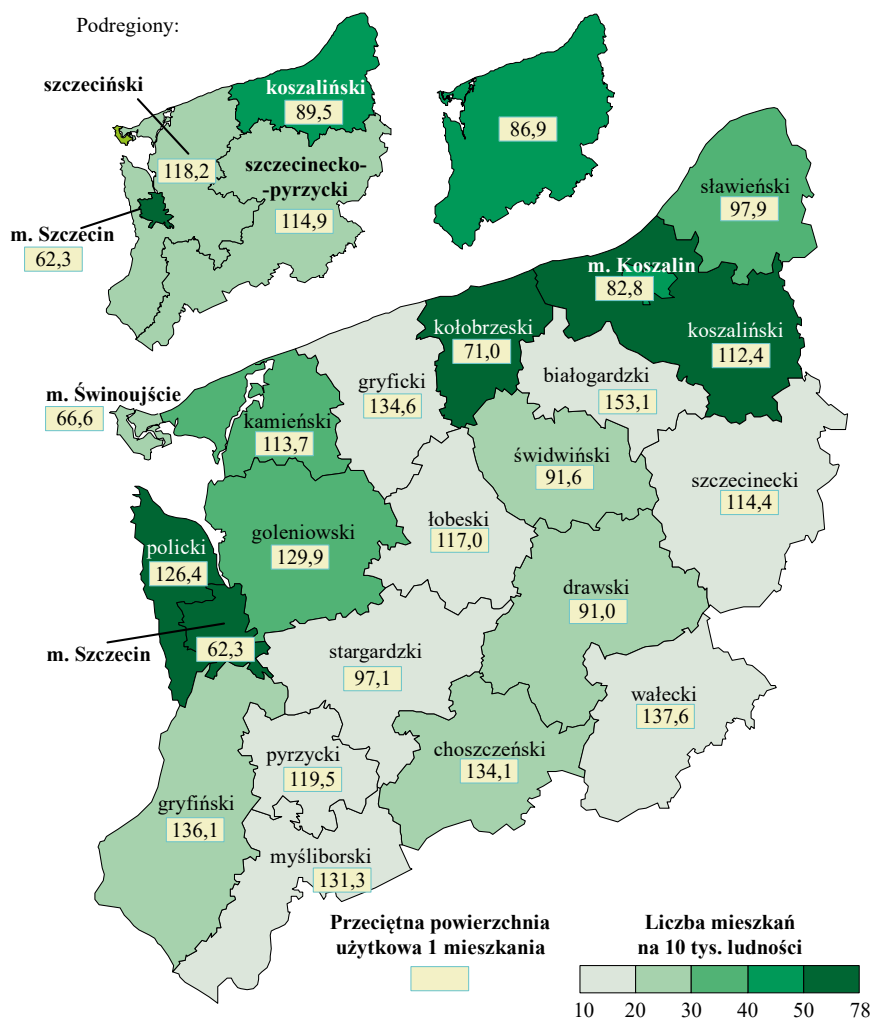 Podregiony:
szczeciński
koszaliński
89,5
86,9
118,2
szczecinecko-
-pyrzycki
114,9
m. Szczecin
62,3
sławieński
97,9
m. Koszalin
82,8
kołobrzeski
71,0
koszaliński
112,4
gryficki
134,6
białogardzki
153,1
m. Świnoujście
66,6
kamieński
113,7
świdwiński
91,6
szczecinecki
114,4
łobeski
117,0
goleniowski
129,9
policki
126,4
drawski
91,0
m. Szczecin
62,3
stargardzki
97,1
wałecki
137,6
pyrzycki
119,5
choszczeński
134,1
gryfiński
136,1
myśliborski
131,3
Przeciętna powierzchnia
użytkowa 1 mieszkania
Liczba mieszkań
na 10 tys. ludności
10 20 30 40 50 78